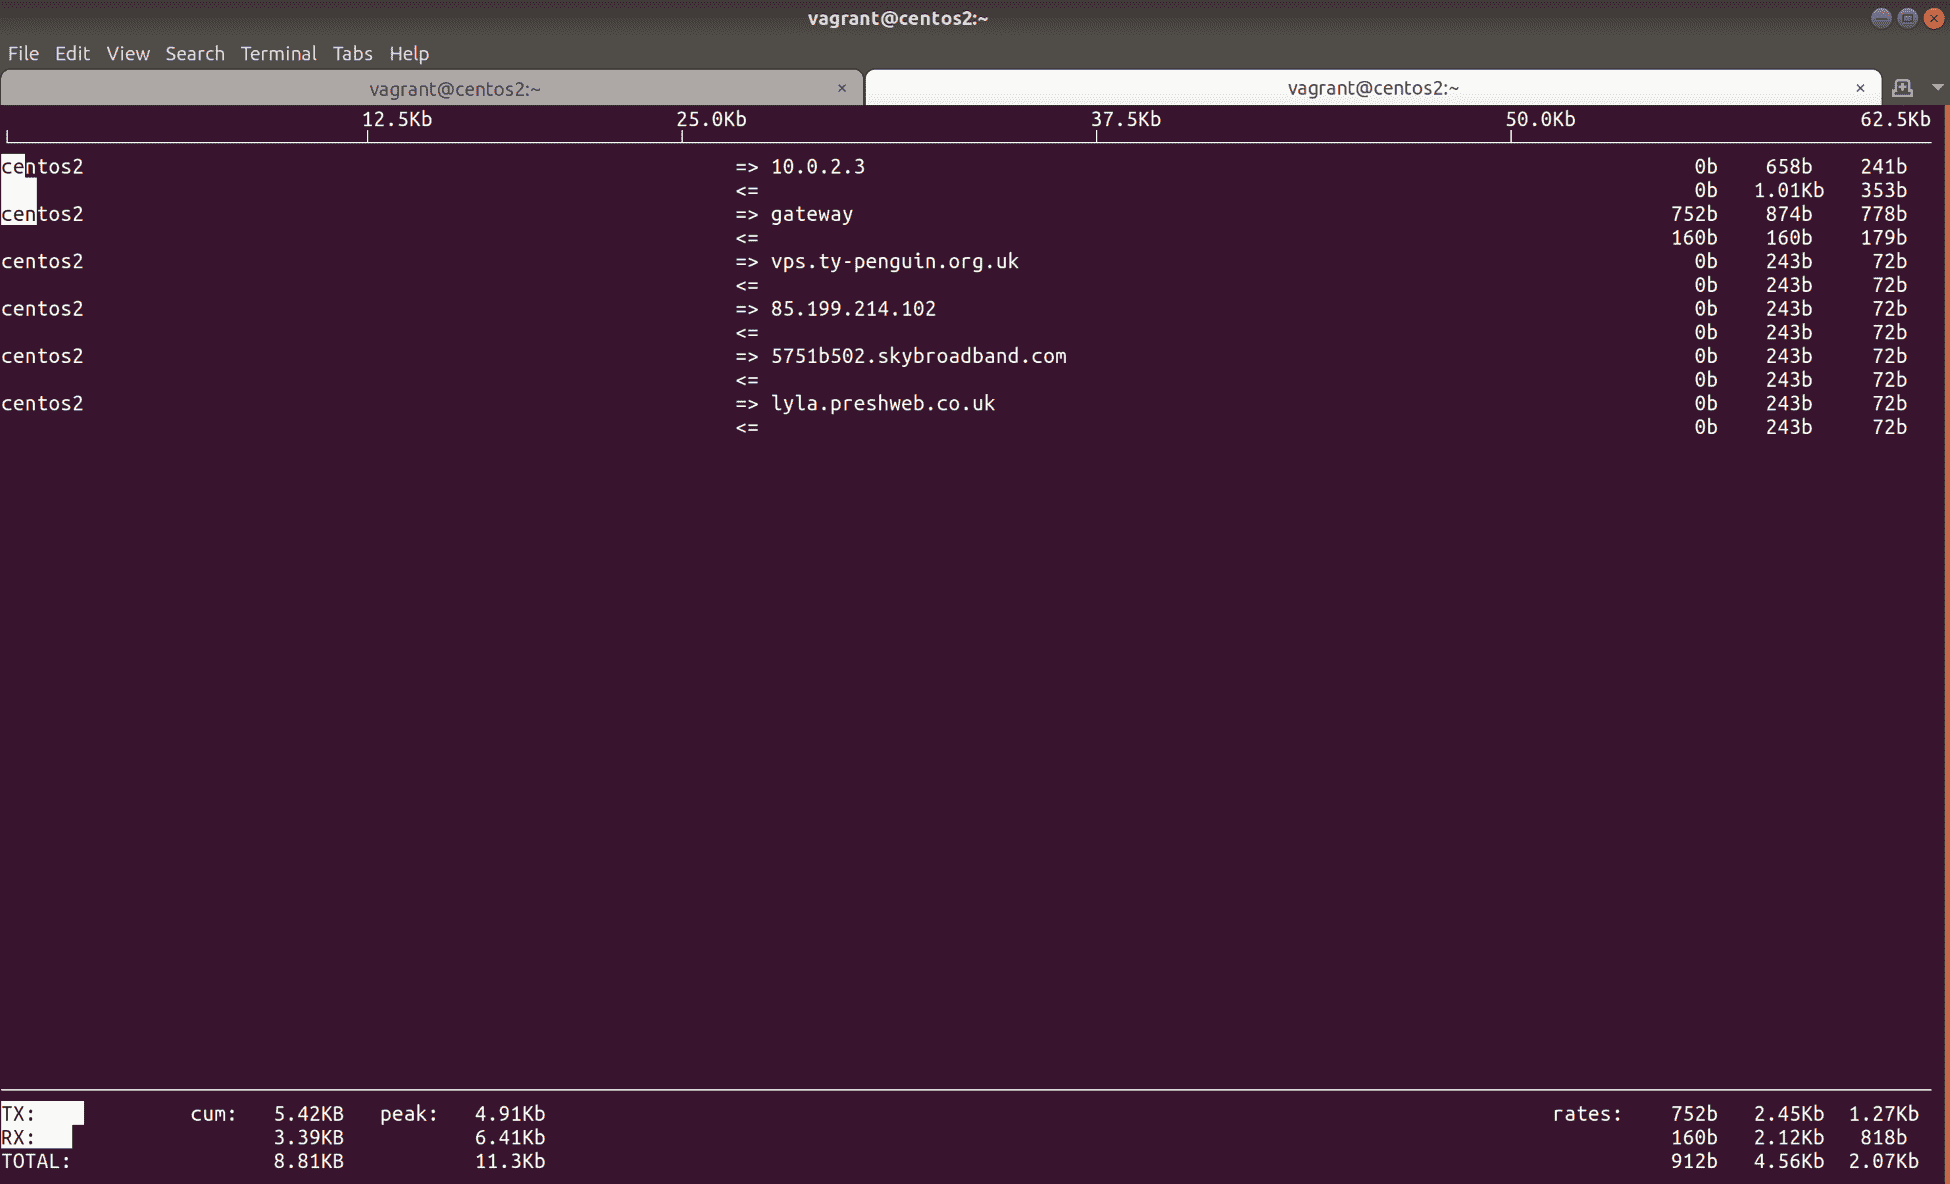 vagrant@centos2:~
File Edit View Search Terminal Tabs Help
vagrant@centos2:~ × vagrant@centos2:~ ×
12.5Kb 25.0Kb 37.5Kb 50.0Kb 62.5Kb
centos2 => 10.0.2.3 0b 658b 241b
<= 0b 1.01Kb 353b
centos2 => gateway 752b 874b 778b
<= 160b 160b 179b
centos2 => vps.ty-penguin.org.uk 0b 243b 72b
<= 0b 243b 72b
centos2 => 85.199.214.102 0b 243b 72b
<= 0b 243b 72b
centos2 => 5751b502.skybroadband.com 0b 243b 72b
<= 0b 243b 72b
centos2 => lyla.preshweb.co.uk 0b 243b 72b
<= 0b 243b 72b
TX: cum: 5.42KB peak: 4.91Kb rates: 752b 2.45Kb 1.27Kb
RX: 3.39KB 6.41Kb 160b 2.12Kb 818b
TOTAL: 8.81KB 11.3Kb 912b 4.56Kb 2.07Kb